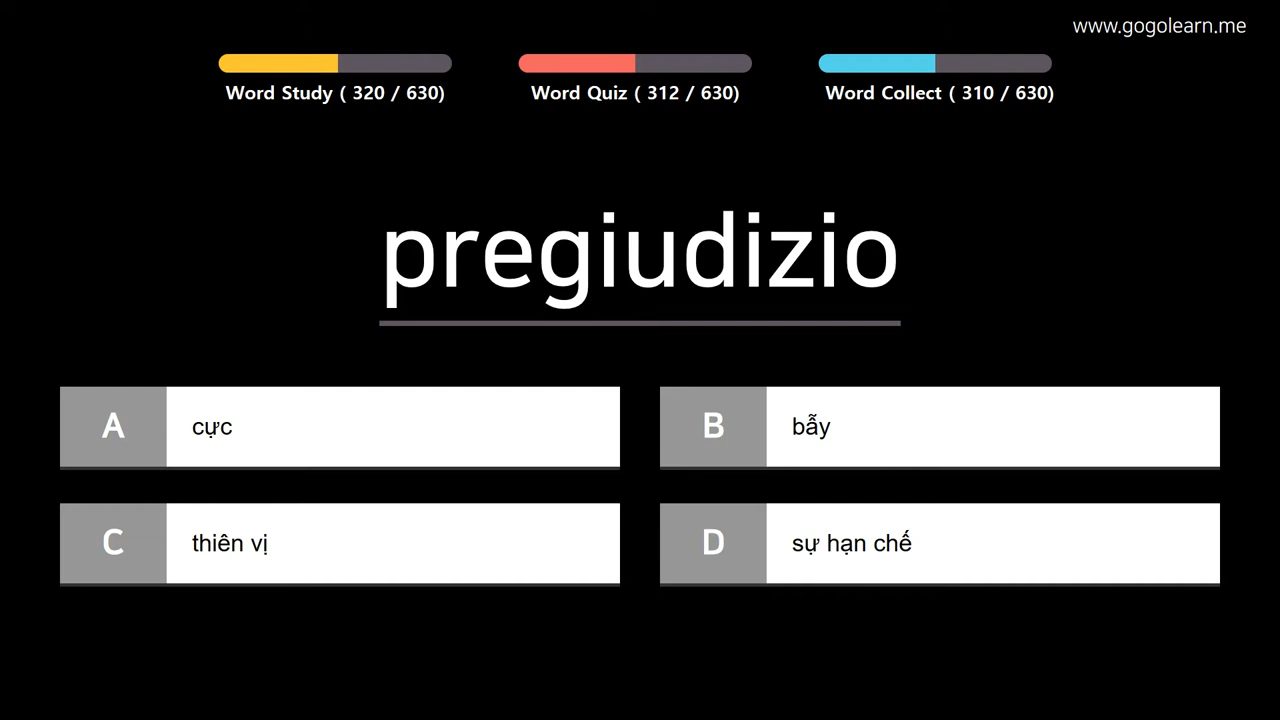 www.gogolearn.me
Word Study ( 320 / 630)
Word Quiz ( 312 / 630)
Word Collect ( 310 / 630)
pregiudizio
A cực
B bẫy
C thiên vị
D sự hạn chế